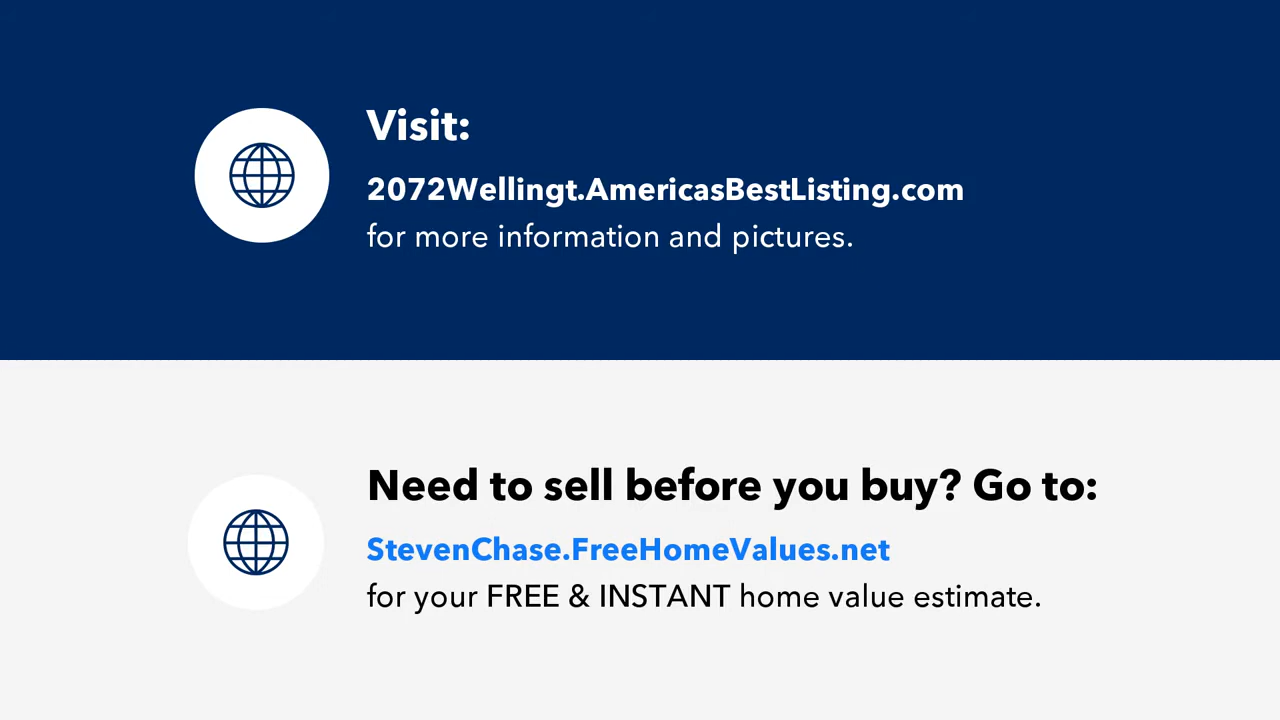 Visit:
2072Wellingt.AmericasBestListing.com
for more information and pictures.
Need to sell before you buy? Go to:
StevenChase.FreeHomeValues.net
for your FREE & INSTANT home value estimate.